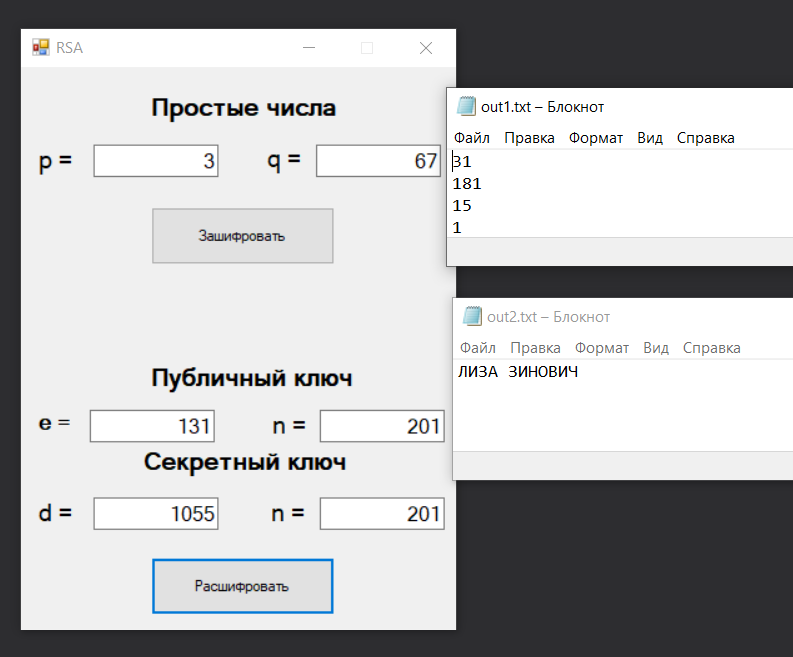 RSA
Простые числа
p = 3 q = 67
Зашифровать
Публичный ключ
e = 131 n = 201
Секретный ключ
d = 1055 n = 201
Расшифровать
out1.txt – Блокнот
Файл Правка Формат Вид Справка
31
181
15
1
out2.txt – Блокнот
Файл Правка Формат Вид Справка
ЛИЗА ЗИНОВИЧ